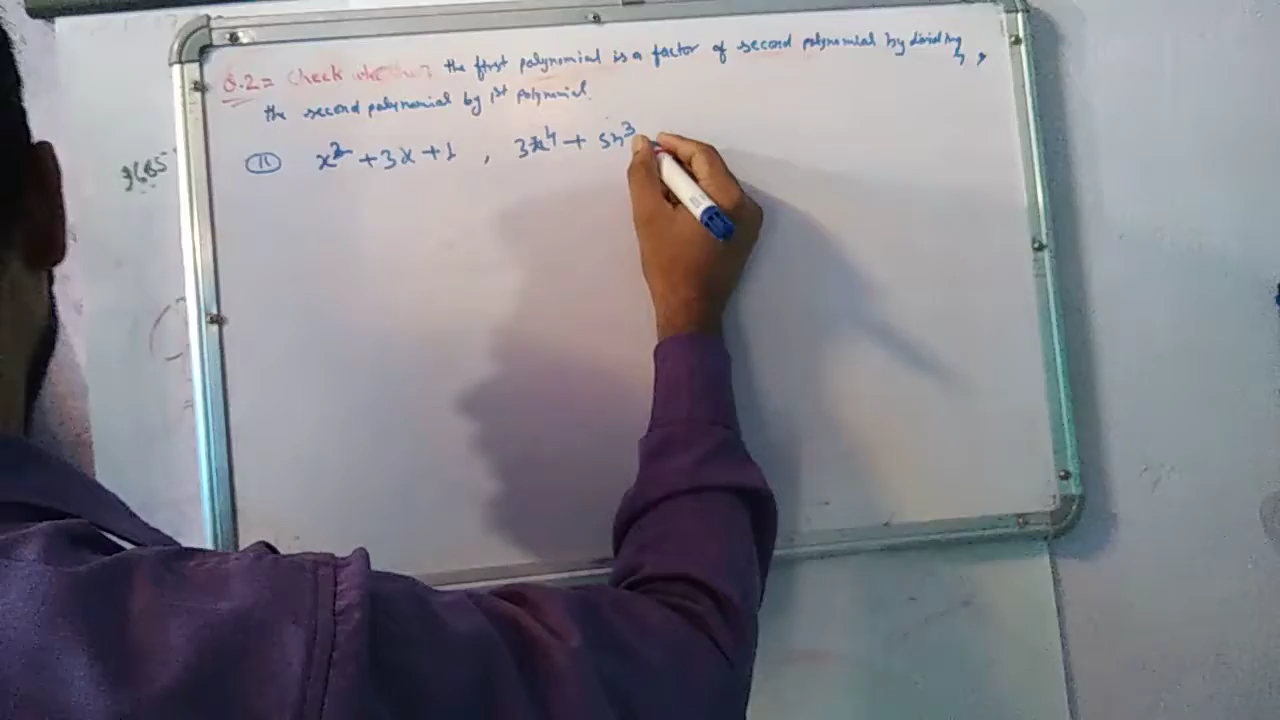 Q.2 = Check whether the first polynomial is a factor of second polynomial by dividing,
the second polynomial by 1st polynomial.
(ii) x² + 3x + 1 , 3x⁴ + 5x³
9685